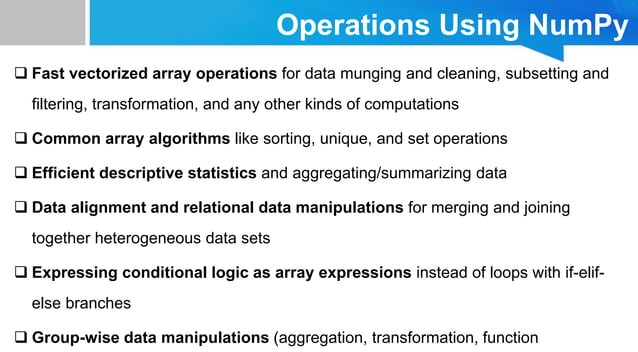 Operations Using NumPy
❑ Fast vectorized array operations for data munging and cleaning, subsetting and
filtering, transformation, and any other kinds of computations
❑ Common array algorithms like sorting, unique, and set operations
❑ Efficient descriptive statistics and aggregating/summarizing data
❑ Data alignment and relational data manipulations for merging and joining
together heterogeneous data sets
❑ Expressing conditional logic as array expressions instead of loops with if-elif-
else branches
❑ Group-wise data manipulations (aggregation, transformation, function